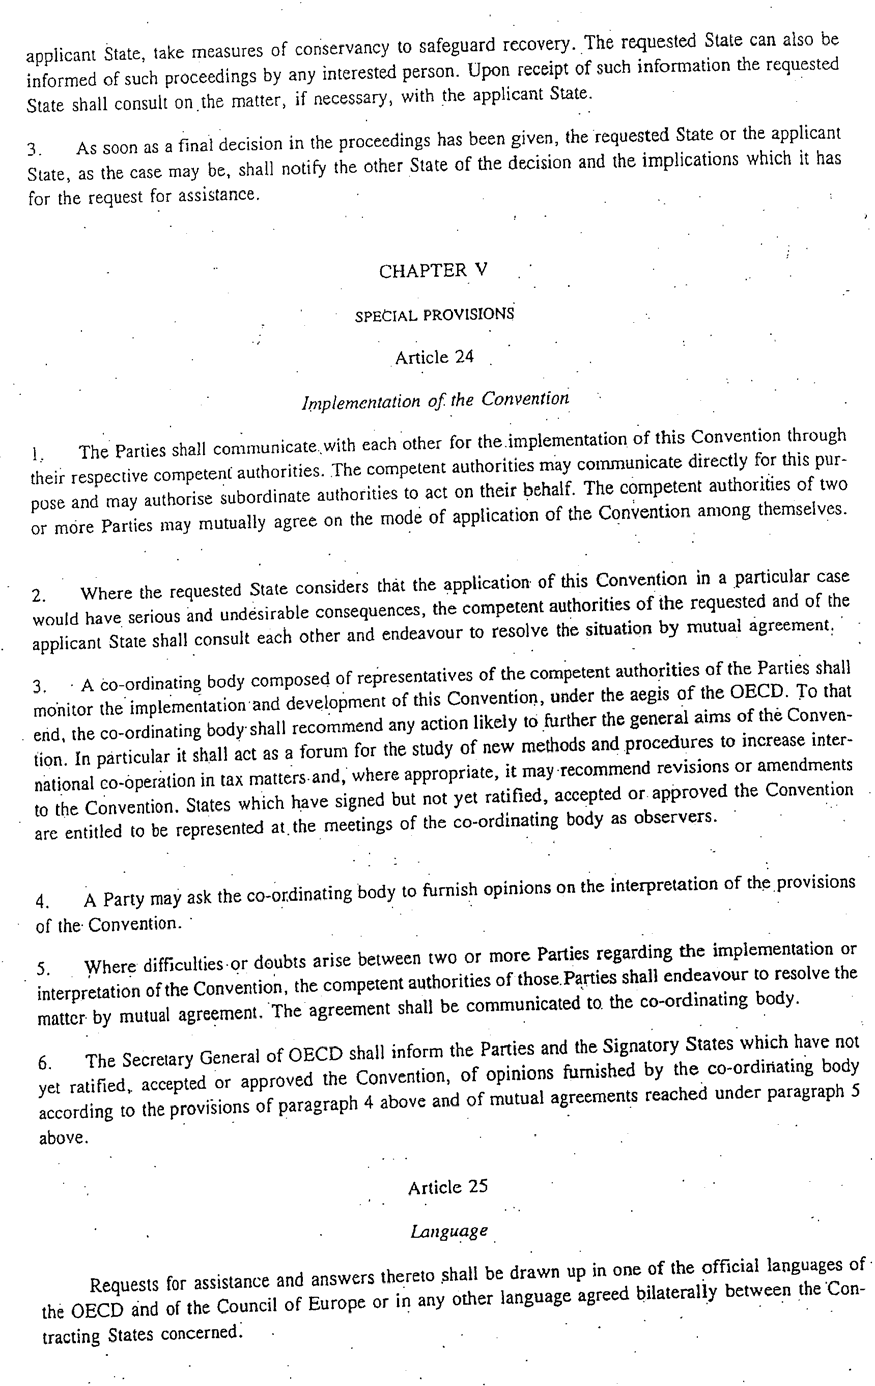 applicant State, take measures of conservancy to safeguard recovery. The requested State can also be
informed of such proceedings by any interested person. Upon receipt of such information the requested
State shall consult on the matter, if necessary, with the applicant State.
3. As soon as a final decision in the proceedings has been given, the requested State or the applicant
State, as the case may be, shall notify the other State of the decision and the implications which it has
for the request for assistance.
CHAPTER V
SPECIAL PROVISIONS
Article 24
Implementation of the Convention
1. The Parties shall communicate with each other for the implementation of this Convention through
their respective competent authorities. The competent authorities may communicate directly for this pur-
pose and may authorise subordinate authorities to act on their behalf. The competent authorities of two
or more Parties may mutually agree on the mode of application of the Convention among themselves.
2. Where the requested State considers that the application of this Convention in a particular case
would have serious and undesirable consequences, the competent authorities of the requested and of the
applicant State shall consult each other and endeavour to resolve the situation by mutual agreement.
3. A co-ordinating body composed of representatives of the competent authorities of the Parties shall
monitor the implementation and development of this Convention, under the aegis of the OECD. To that
end, the co-ordinating body shall recommend any action likely to further the general aims of the Conven-
tion. In particular it shall act as a forum for the study of new methods and procedures to increase inter-
national co-operation in tax matters and, where appropriate, it may recommend revisions or amendments
to the Convention. States which have signed but not yet ratified, accepted or approved the Convention
are entitled to be represented at the meetings of the co-ordinating body as observers.
4. A Party may ask the co-ordinating body to furnish opinions on the interpretation of the provisions
of the Convention.
5. Where difficulties or doubts arise between two or more Parties regarding the implementation or
interpretation of the Convention, the competent authorities of those Parties shall endeavour to resolve the
matter by mutual agreement. The agreement shall be communicated to the co-ordinating body.
6. The Secretary General of OECD shall inform the Parties and the Signatory States which have not
yet ratified, accepted or approved the Convention, of opinions furnished by the co-ordinating body
according to the provisions of paragraph 4 above and of mutual agreements reached under paragraph 5
above.
Article 25
Language
Requests for assistance and answers thereto shall be drawn up in one of the official languages of
the OECD and of the Council of Europe or in any other language agreed bilaterally between the Con-
tracting States concerned.